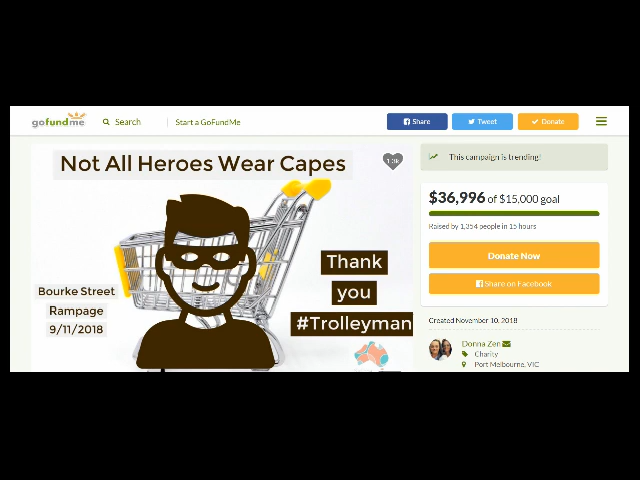 gofundme
Search
Start a GoFundMe
Share
Tweet
Donate
Not All Heroes Wear Capes
1.3k
Bourke Street
Rampage
9/11/2018
Thank
you
#Trolleyman
This campaign is trending!
$36,996 of $15,000 goal
Raised by 1,354 people in 15 hours
Donate Now
Share on Facebook
Created November 10, 2018
Donna Zen
Charity
Port Melbourne, VIC